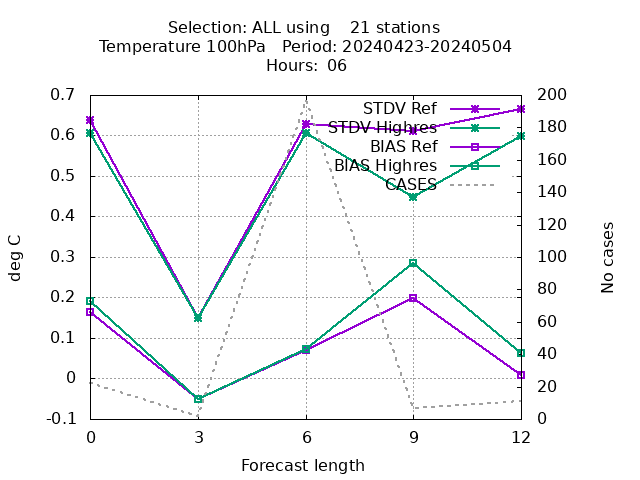 Selection: ALL using    21 stations
Temperature 100hPa   Period: 20240423-20240504
Hours: 06
0.7
0.6
0.5
0.4
0.3
0.2
0.1
0
-0.1
deg C
STDV Ref
STDV Highres
BIAS Ref
BIAS Highres
CASES
200
180
160
140
120
100
80
60
40
20
0
No cases
0 3 6 9 12
Forecast length